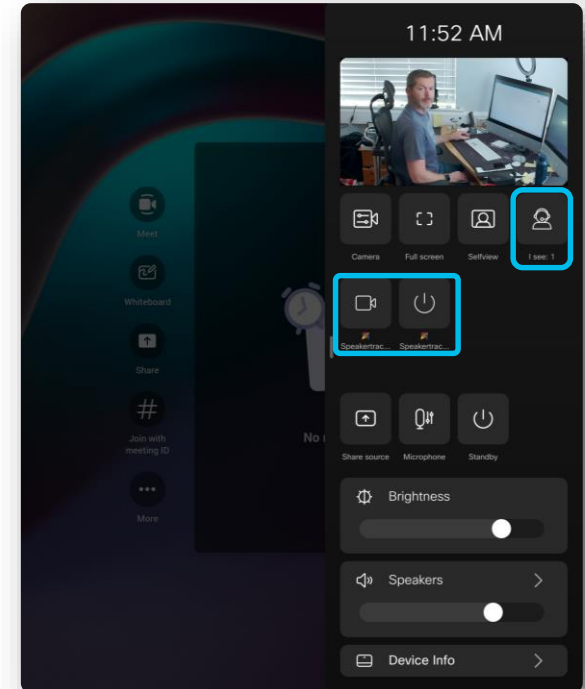 11:52 AM
Camera
Full screen
Selfview
I see: 1
Meet
Whiteboard
Speakertrac...
Speakertrac...
Share
Join with
meeting ID
No
Share source
Microphone
Standby
More
Brightness
Speakers
Device Info